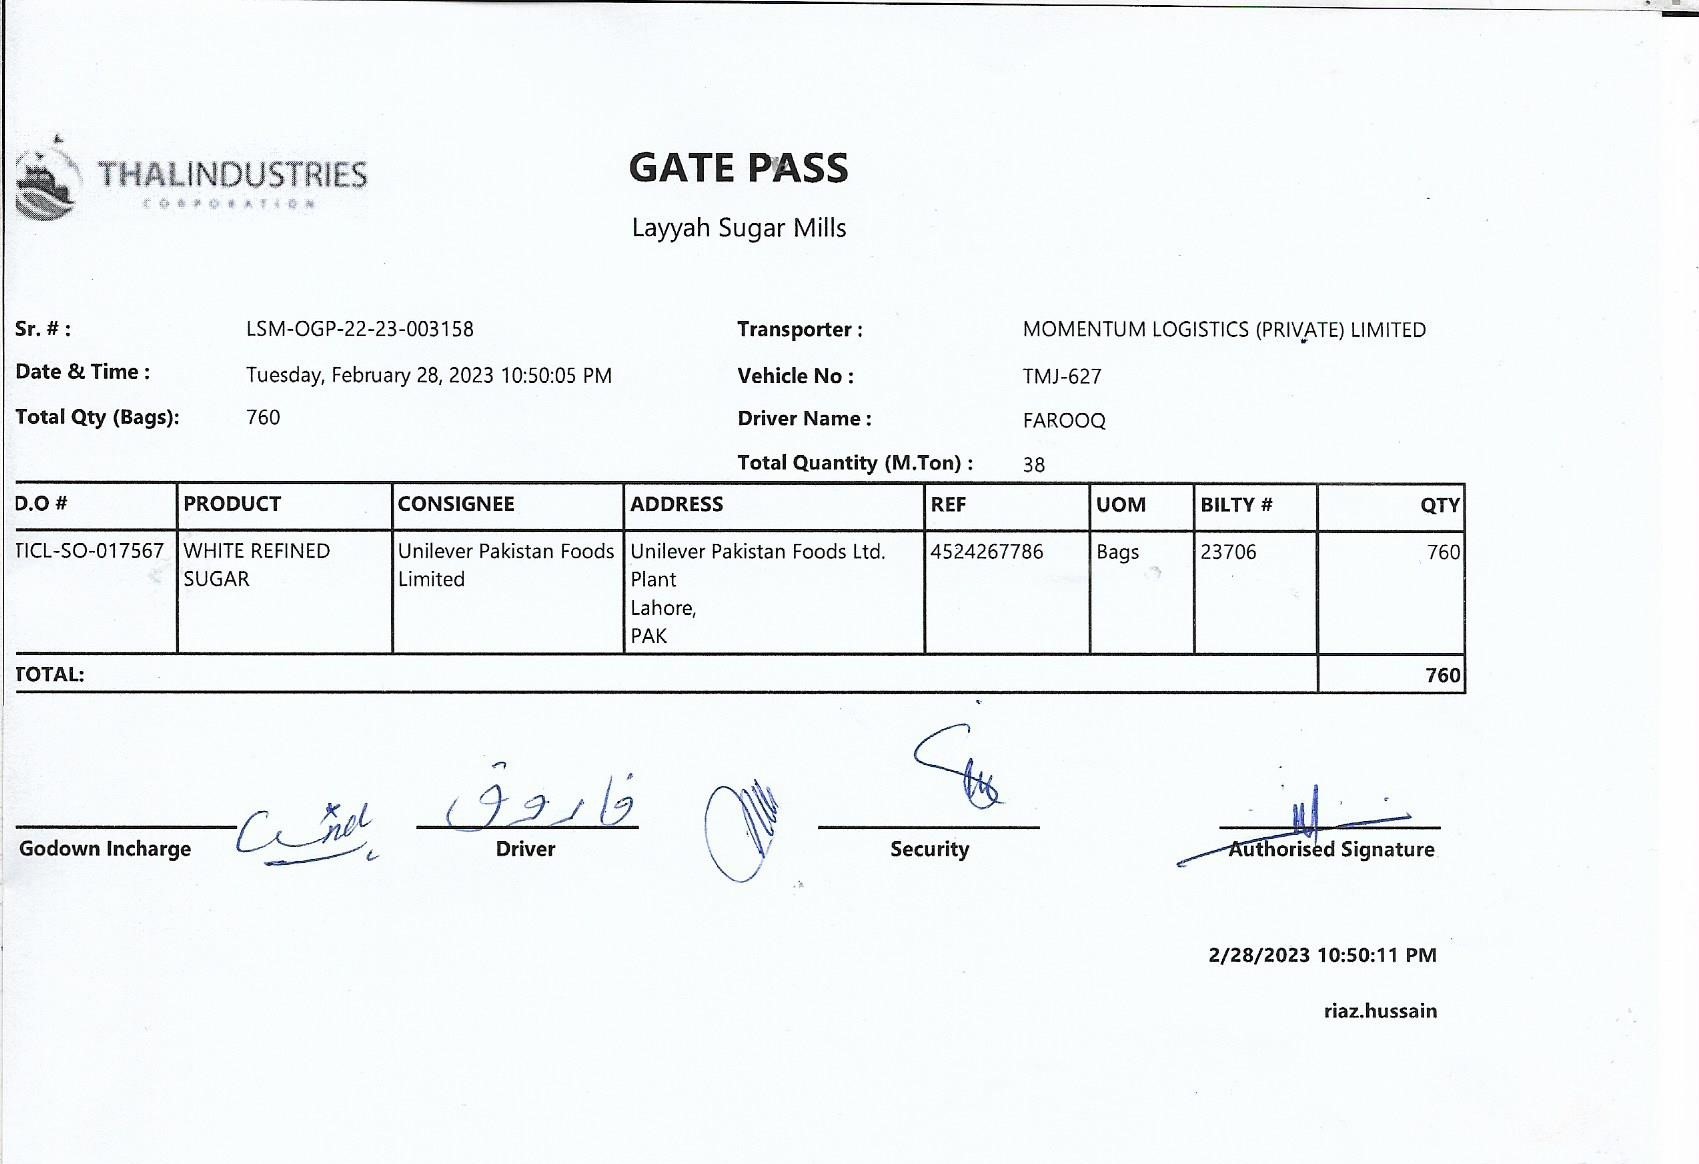 THALINDUSTRIES
CORPORATION
GATE PASS
Layyah Sugar Mills
Sr. # : LSM-OGP-22-23-003158 Transporter : MOMENTUM LOGISTICS (PRIVATE) LIMITED
Date & Time : Tuesday, February 28, 2023 10:50:05 PM Vehicle No : TMJ-627
Total Qty (Bags): 760 Driver Name : FAROOQ
Total Quantity (M.Ton) : 38
D.O # PRODUCT CONSIGNEE ADDRESS REF UOM BILTY # QTY
TICL-SO-017567 WHITE REFINED Unilever Pakistan Foods Unilever Pakistan Foods Ltd. 4524267786 Bags 23706 760
SUGAR Limited Plant
Lahore,
PAK
TOTAL: 760
فاروق
Godown Incharge Driver Security Authorised Signature
2/28/2023 10:50:11 PM
riaz.hussain